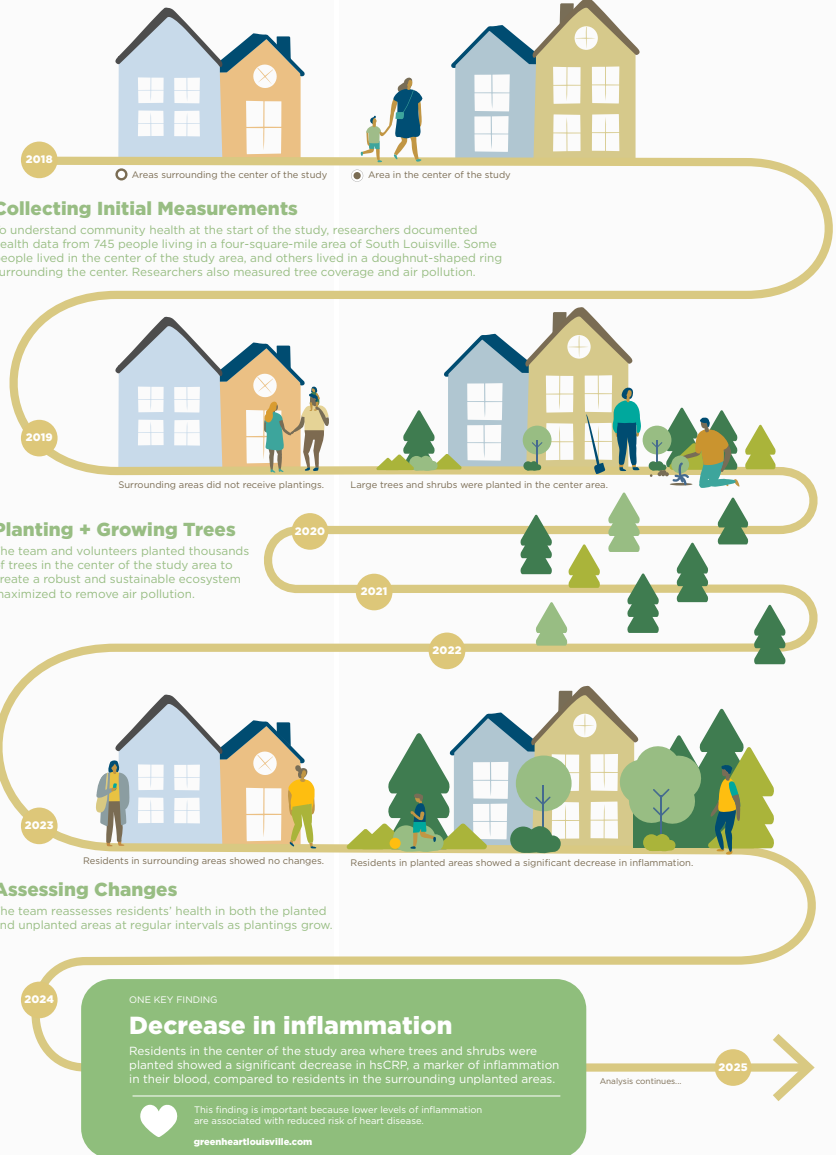 2018
Areas surrounding the center of the study
Area in the center of the study
Collecting Initial Measurements
o understand community health at the start of the study, researchers documented
ealth data from 745 people living in a four-square-mile area of South Louisville. Some
eople lived in the center of the study area, and others lived in a doughnut-shaped ring
urrounding the center. Researchers also measured tree coverage and air pollution.
2019
Surrounding areas did not receive plantings.
Large trees and shrubs were planted in the center area.
Planting + Growing Trees
he team and volunteers planted thousands
f trees in the center of the study area to
reate a robust and sustainable ecosystem
maximized to remove air pollution.
2020
2021
2022
2023
Residents in surrounding areas showed no changes.
Residents in planted areas showed a significant decrease in inflammation.
Assessing Changes
he team reassesses residents’ health in both the planted
nd unplanted areas at regular intervals as plantings grow.
2024
ONE KEY FINDING
Decrease in inflammation
Residents in the center of the study area where trees and shrubs were
planted showed a significant decrease in hsCRP, a marker of inflammation
in their blood, compared to residents in the surrounding unplanted areas.
This finding is important because lower levels of inflammation
are associated with reduced risk of heart disease.
greenheartlouisville.com
Analysis continues...
2025